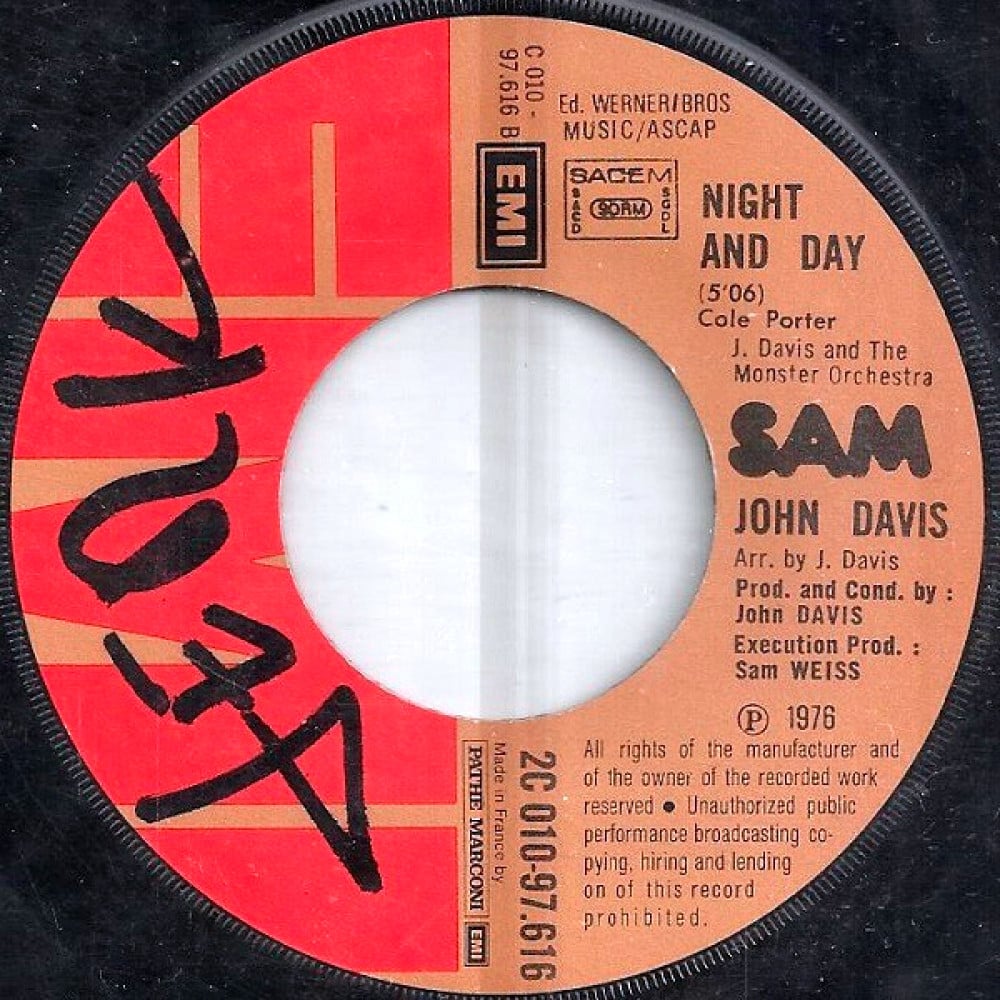 C 010 -
97.616 B
EMI
Ed. WERNER/BROS
MUSIC/ASCAP
SACEM
SACD
SDRM
SGDL
NIGHT
AND DAY
(5'06)
Cole Porter
J. Davis and The
Monster Orchestra
SAM
JOHN DAVIS
Arr. by J. Davis
Prod. and Cond. by :
John DAVIS
Execution Prod. :
Sam WEISS
Ⓟ 1976
All rights of the manufacturer and
of the owner of the recorded work
reserved ● Unauthorized public
performance broadcasting co-
pying, hiring and lending
on of this record
prohibited.
2C 010-97.616
Made in France by
PATHE MARCONI
EMI